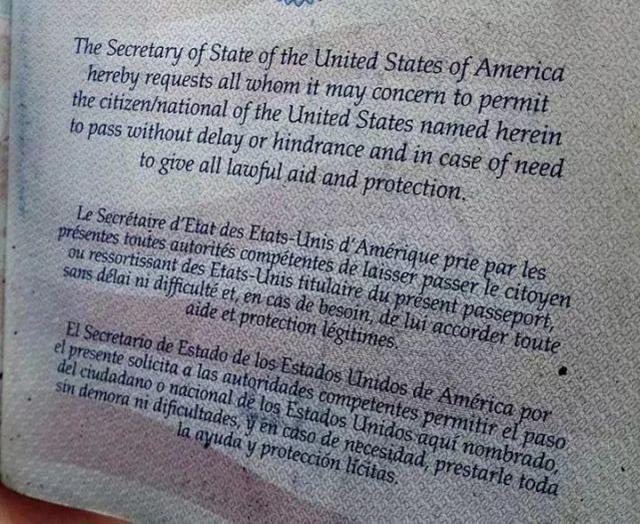 The Secretary of State of the United States of America
hereby requests all whom it may concern to permit
the citizen/national of the United States named herein
to pass without delay or hindrance and in case of need
to give all lawful aid and protection.
Le Secrétaire d'Etat des Etats-Unis d'Amérique prie par les
présentes toutes autorités compétentes de laisser passer le citoyen
ou ressortissant des Etats-Unis titulaire du présent passeport,
sans délai ni difficulté et, en cas de besoin, de lui accorder toute
aide et protection légitimes.
El Secretario de Estado de los Estados Unidos de América por
el presente solicita a las autoridades competentes permitir el paso
del ciudadano o nacional de los Estados Unidos aquí nombrado,
sin demora ni dificultades, y en caso de necesidad, prestarle toda
la ayuda y protección lícitas.